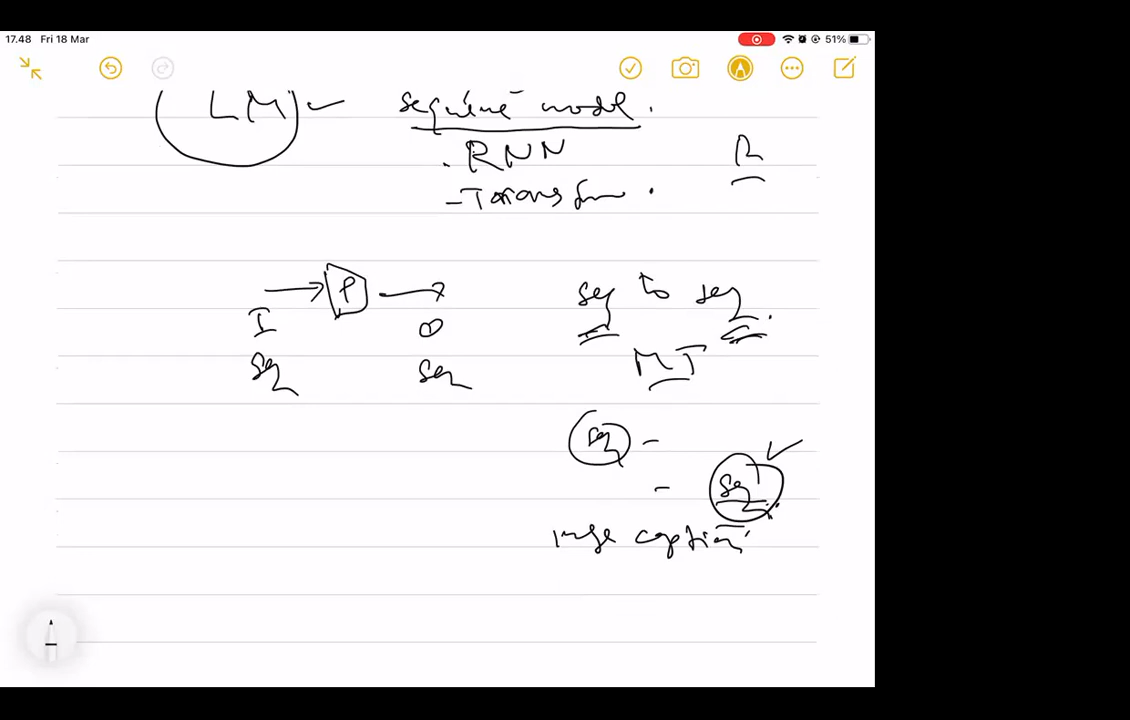 17.48 Fri 18 Mar
51%
LM
sequence model.
. RNN
R
- Transfm.
P
seq to seq.
I
O
Seq
Seq
MT
seq -
- seq
image caption